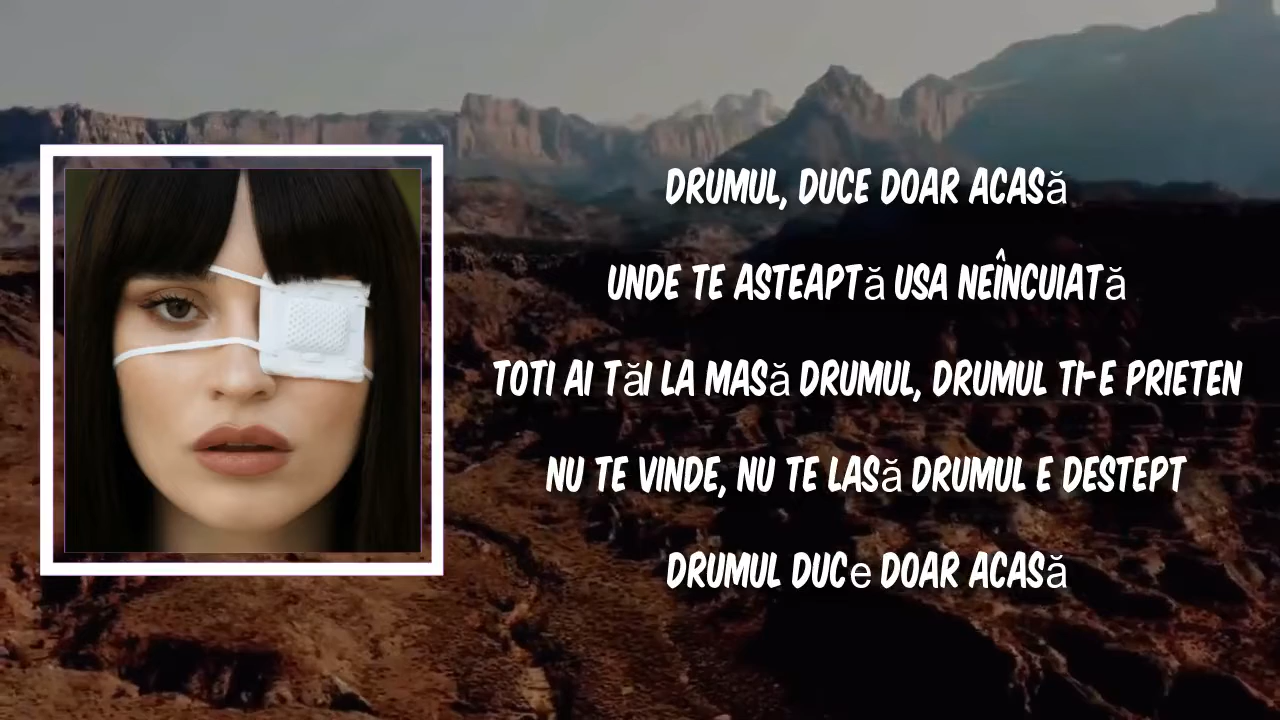 DRUMUL, DUCE DOAR ACASă
UNDE TE ASTEAPTă USA NEÎNCUIATă
TOTI AI TăI LA MASă DRUMUL, DRUMUL TI-E PRIETEN
NU TE VINDE, NU TE LASă DRUMUL E DESTEPT
DRUMUL DUCe DOAR ACASă